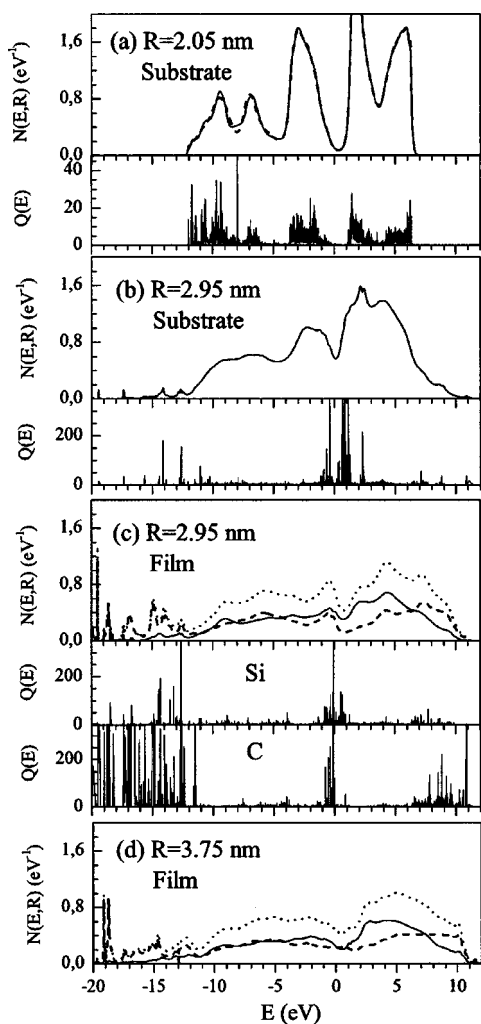 (a) R=2.05 nm
Substrate
N(E,R) (eV⁻¹)
1,6
0,8
0,0
Q(E)
40
20
0
(b) R=2.95 nm
Substrate
N(E,R) (eV⁻¹)
1,6
0,8
0,0
Q(E)
200
0
(c) R=2.95 nm
Film
N(E,R) (eV⁻¹)
1,6
0,8
0,0
Si
Q(E)
200
0
C
Q(E)
200
0
(d) R=3.75 nm
Film
N(E,R) (eV⁻¹)
1,6
0,8
0,0
-20 -15 -10 -5 0 5 10
E (eV)